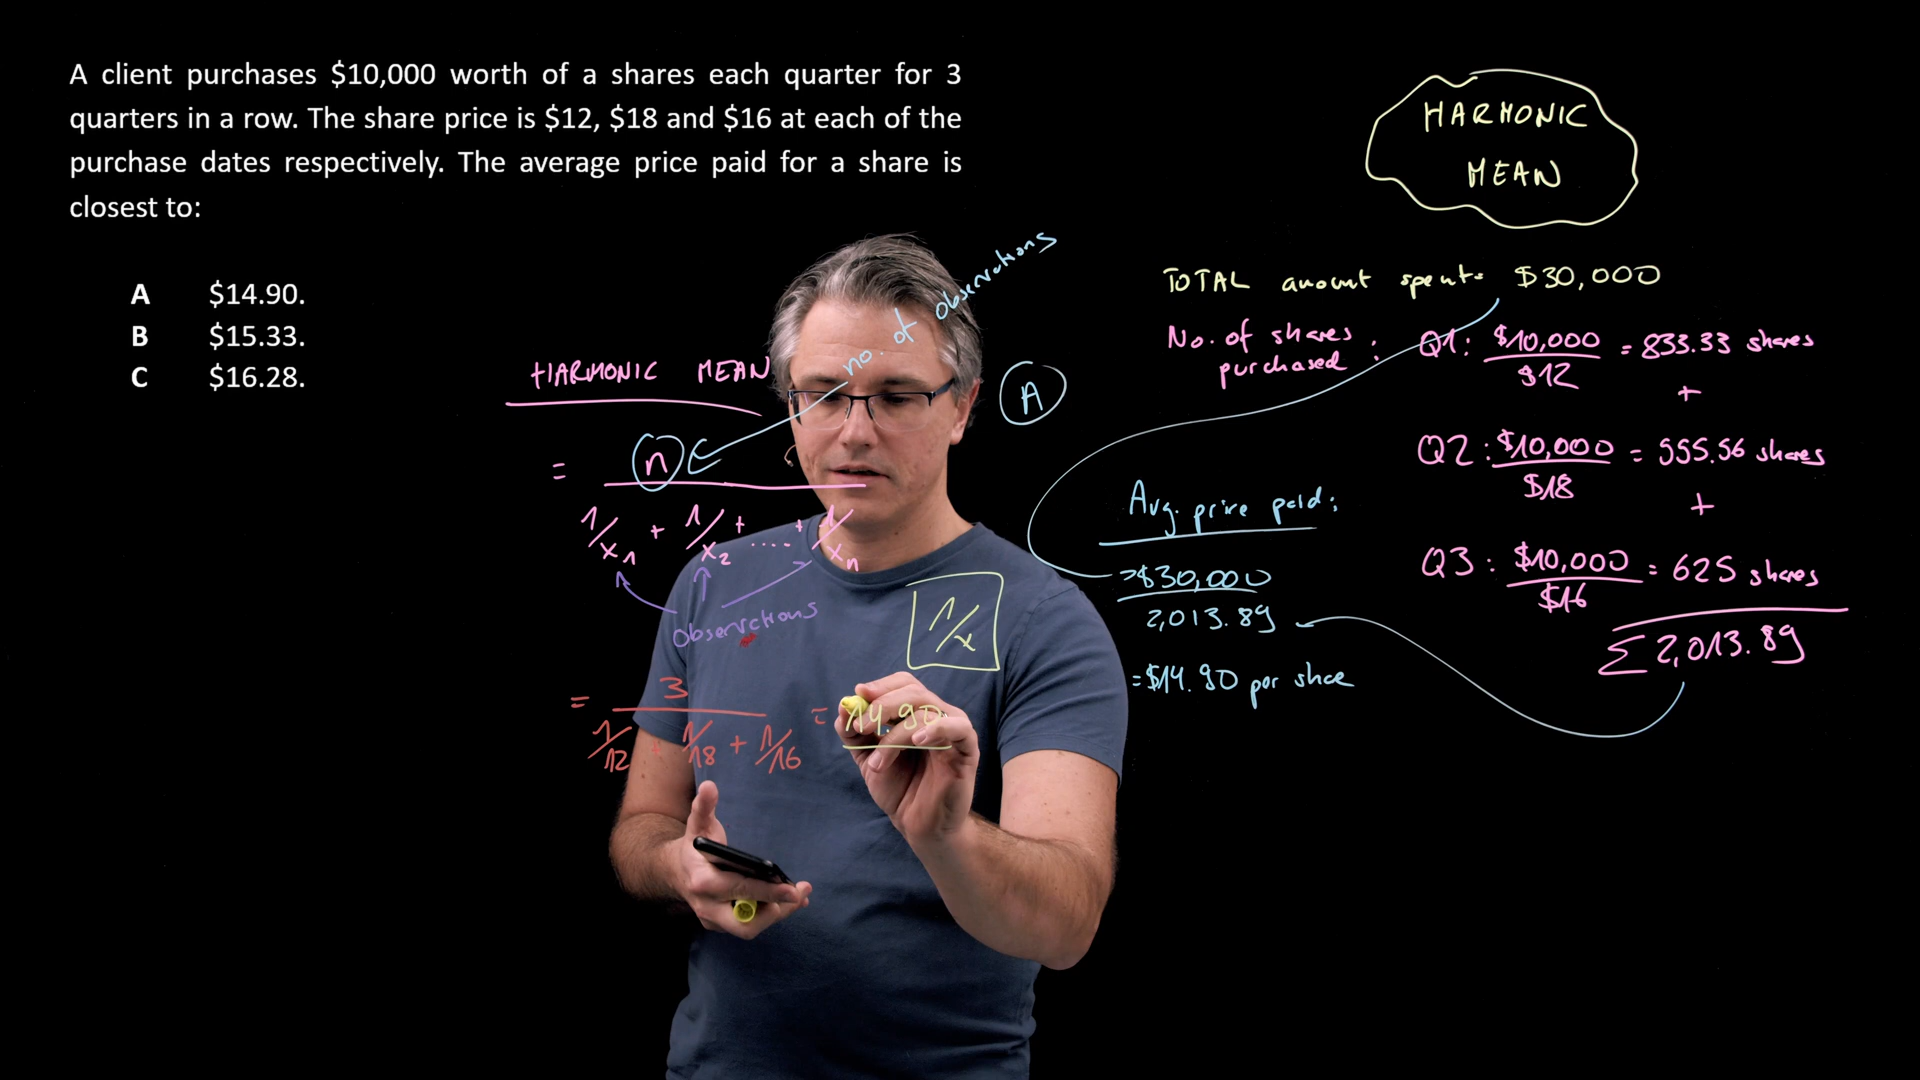 A client purchases $10,000 worth of a shares each quarter for 3
quarters in a row. The share price is $12, $18 and $16 at each of the
purchase dates respectively. The average price paid for a share is
closest to:
A $14.90.
B $15.33.
C $16.28.
HARMONIC MEAN
= n
1/x1 + 1/x2 + .... + 1/xn
no. of observations
observations
= 3
1/12 + 1/18 + 1/16
= 14.90
1/x
A
HARMONIC
MEAN
TOTAL amount spent: $30,000
No. of shares
purchased :
Q1: $10,000 = 833.33 shares
$12
+
Q2: $10,000 = 555.56 shares
$18
+
Q3: $10,000 = 625 shares
$16
Σ 2,013.89
Avg. price paid:
$30,000
2,013.89
= $14.90 per share